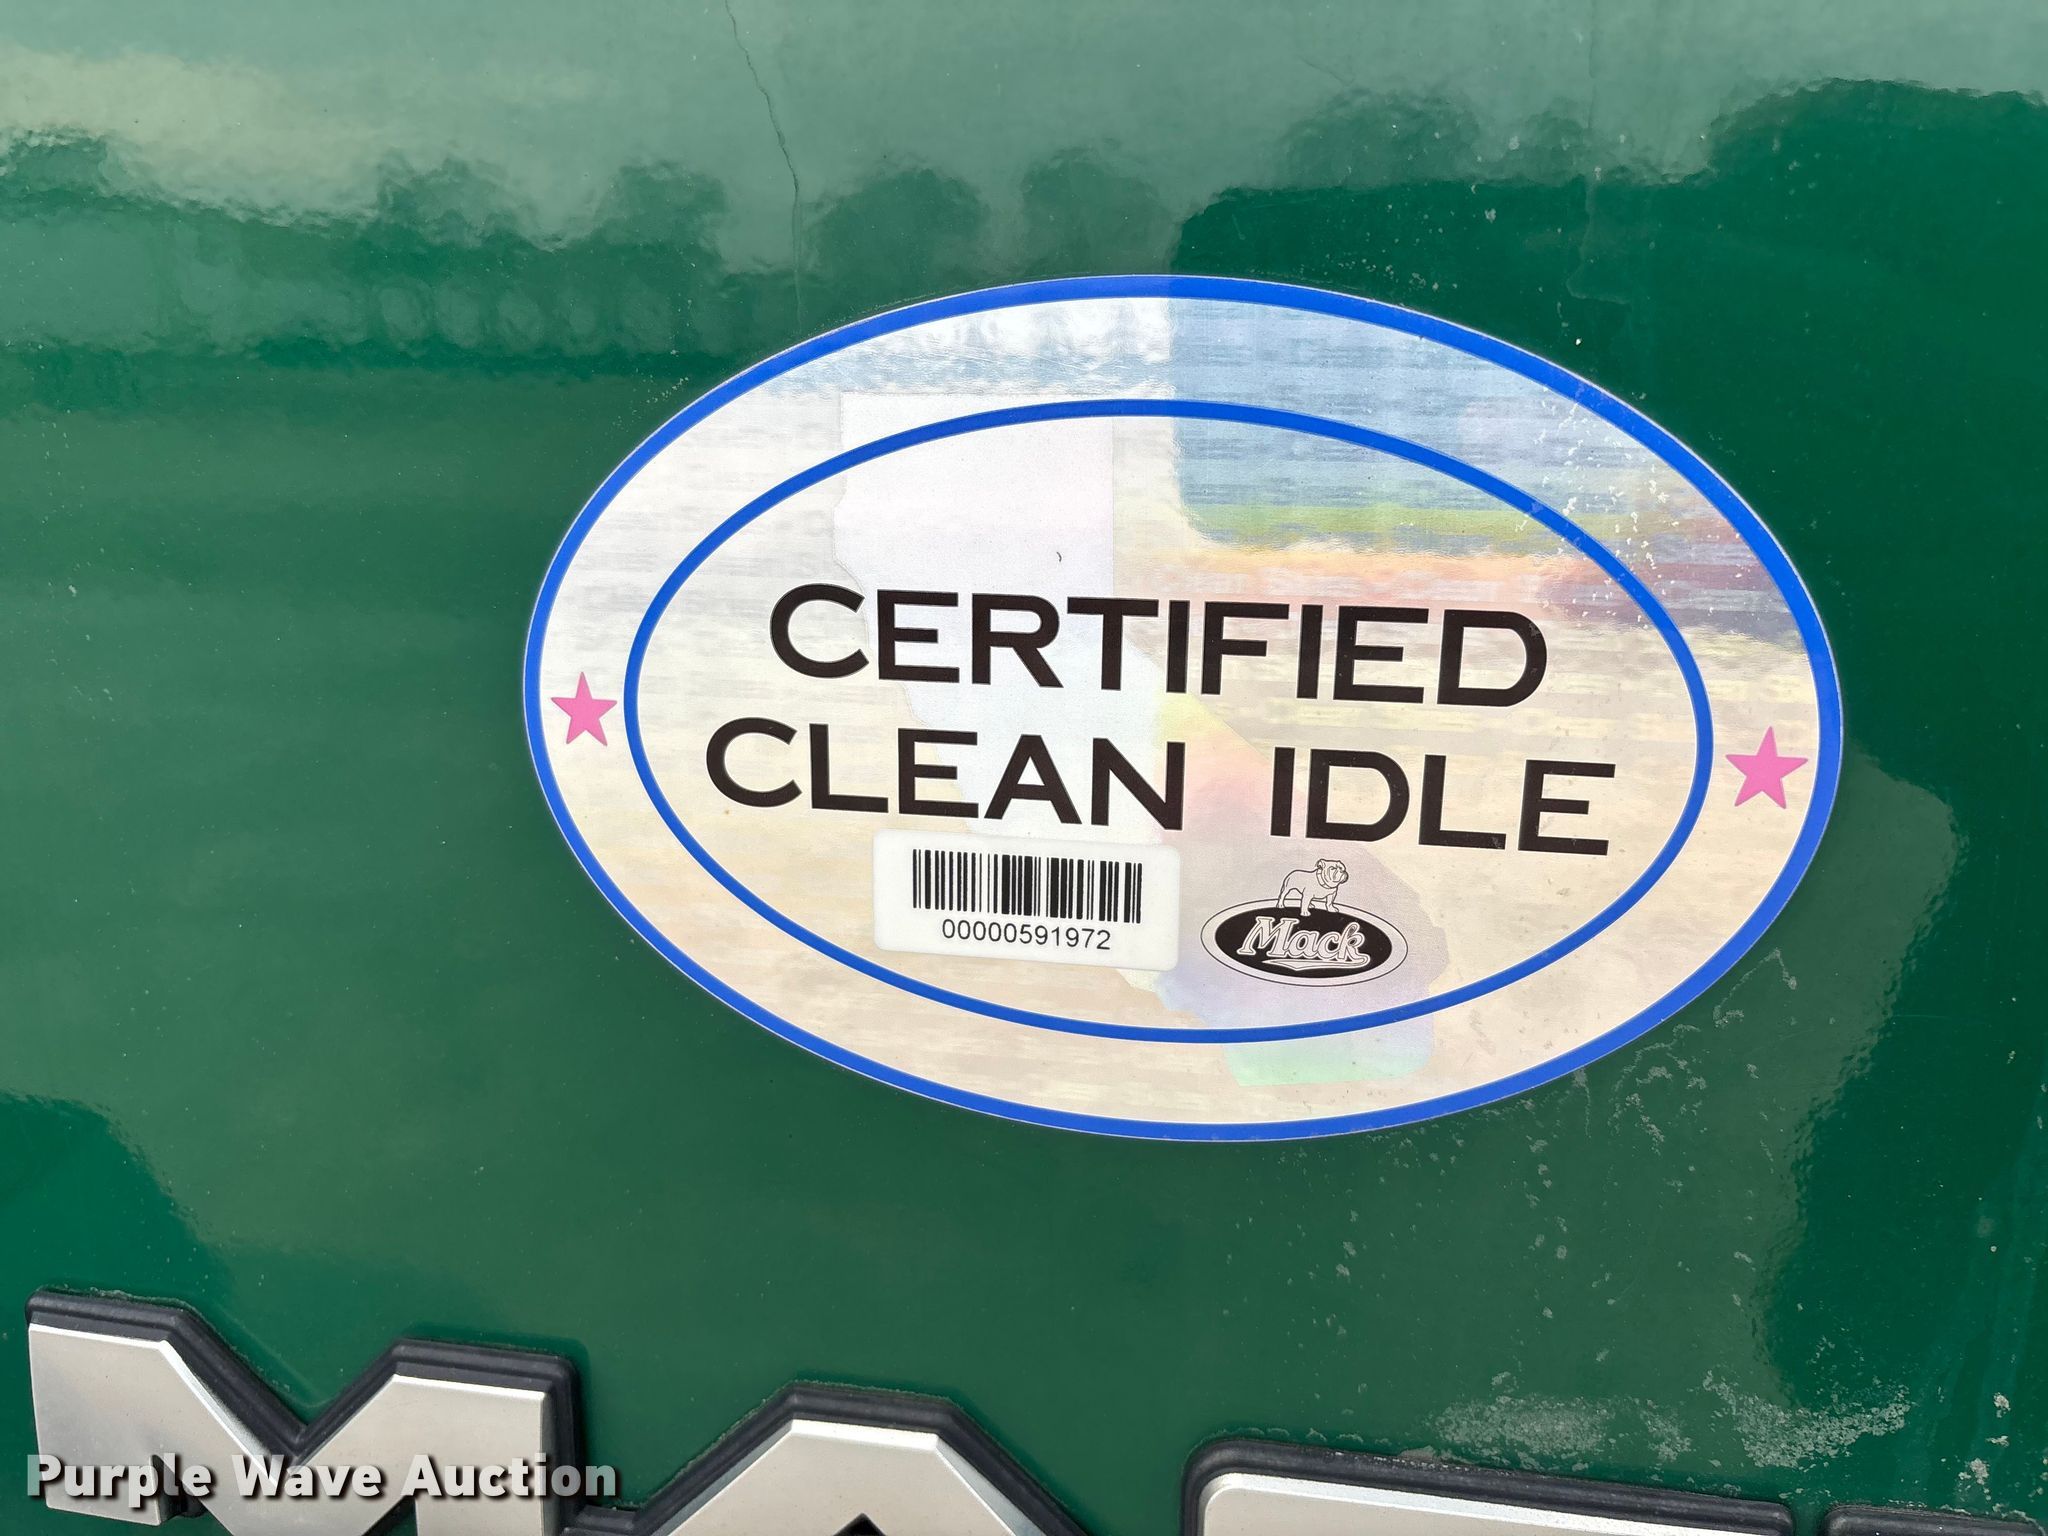 CERTIFIED
CLEAN IDLE
00000591972
Mack
Purple Wave Auction